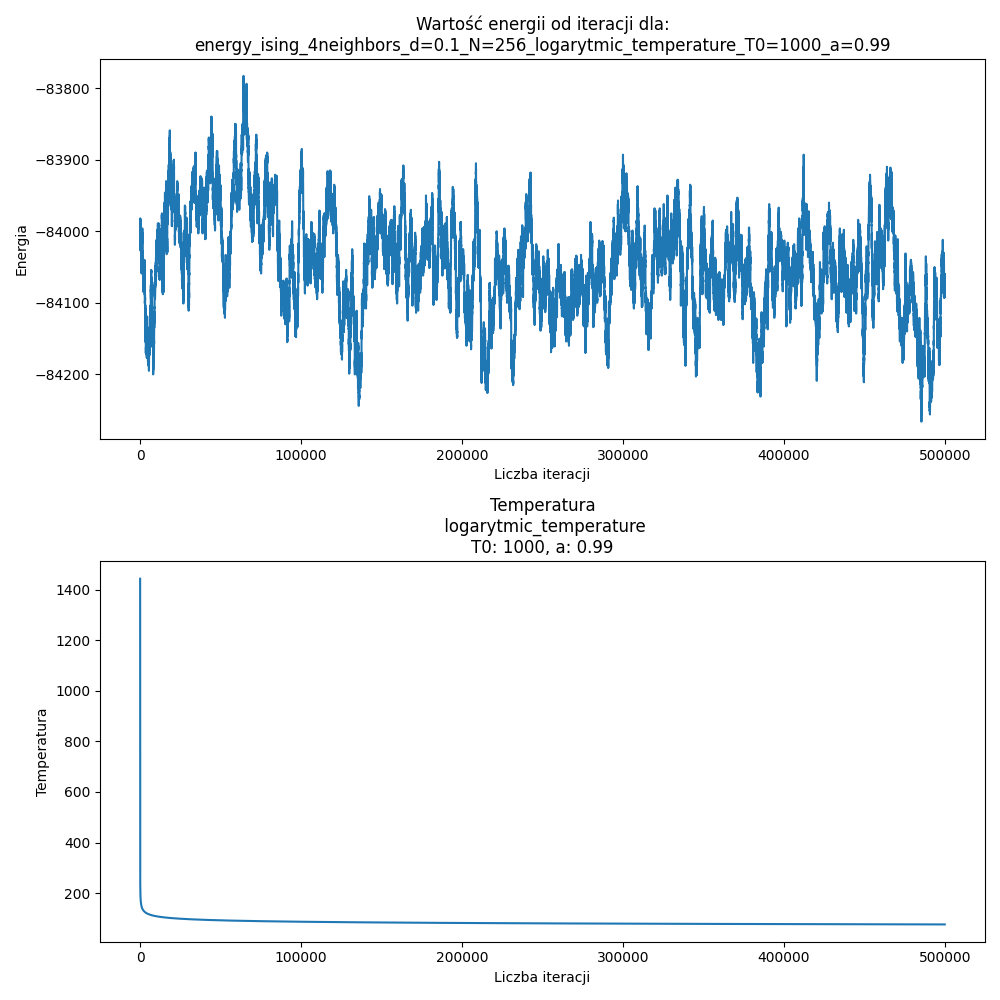 Wartość energii od iteracji dla:
energy_ising_4neighbors_d=0.1_N=256_logarytmic_temperature_T0=1000_a=0.99
−83800
−83900
−84000
−84100
−84200
Energia
0
100000
200000
300000
400000
500000
Liczba iteracji
Temperatura
logarytmic_temperature
T0: 1000, a: 0.99
1400
1200
1000
800
600
400
200
Temperatura
0
100000
200000
300000
400000
500000
Liczba iteracji